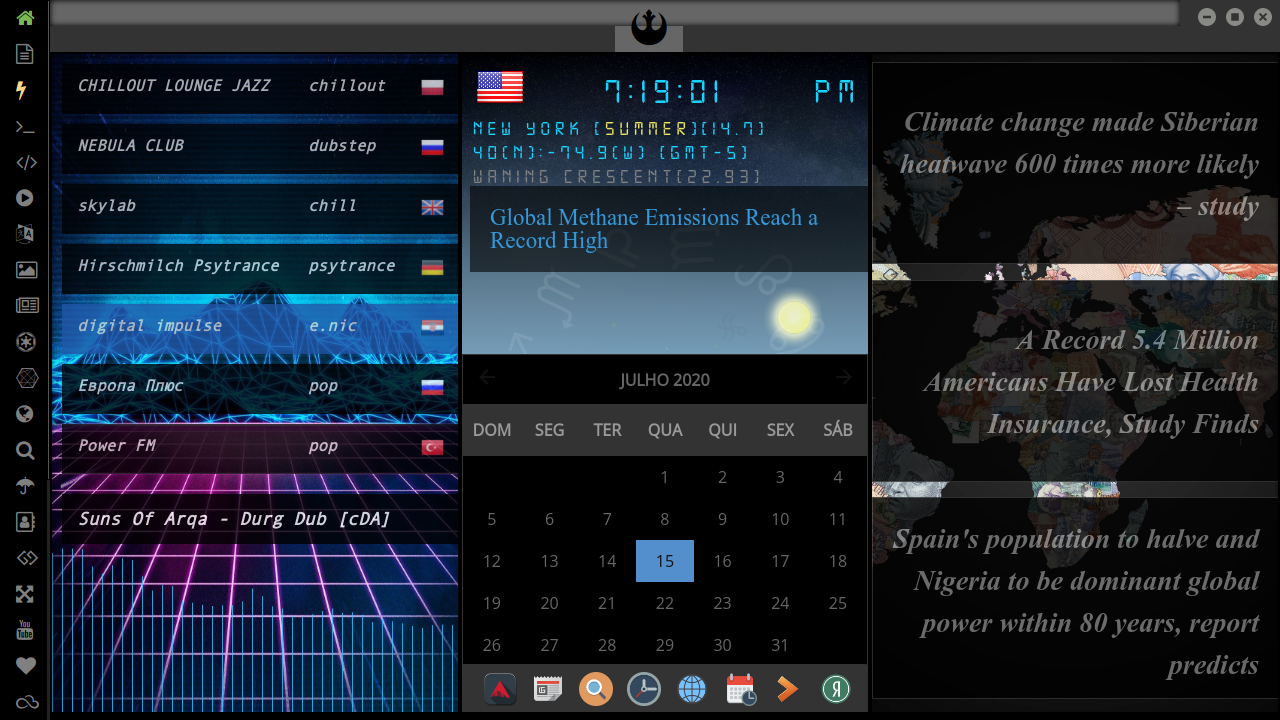 CHILLOUT LOUNGE JAZZ chillout
NEBULA CLUB dubstep
skylab chill
Hirschmilch Psytrance psytrance
digital impulse e.nic
Европа Плюс pop
Power FM pop
Suns Of Arqa - Durg Dub [cDA]
7:19:01 PM
NEW YORK [SUMMER][14.7]
40(N):-74.9(W) [GMT-5]
WANING CRESCENT[22.93]
Global Methane Emissions Reach a
Record High
JULHO 2020
DOM SEG TER QUA QUI SEX SÁB
1 2 3 4
5 6 7 8 9 10 11
12 13 14 15 16 17 18
19 20 21 22 23 24 25
26 27 28 29 30 31
Climate change made Siberian
heatwave 600 times more likely
– study
A Record 5.4 Million
Americans Have Lost Health
Insurance, Study Finds
Spain's population to halve and
Nigeria to be dominant global
power within 80 years, report
predicts
You
Tube
Я